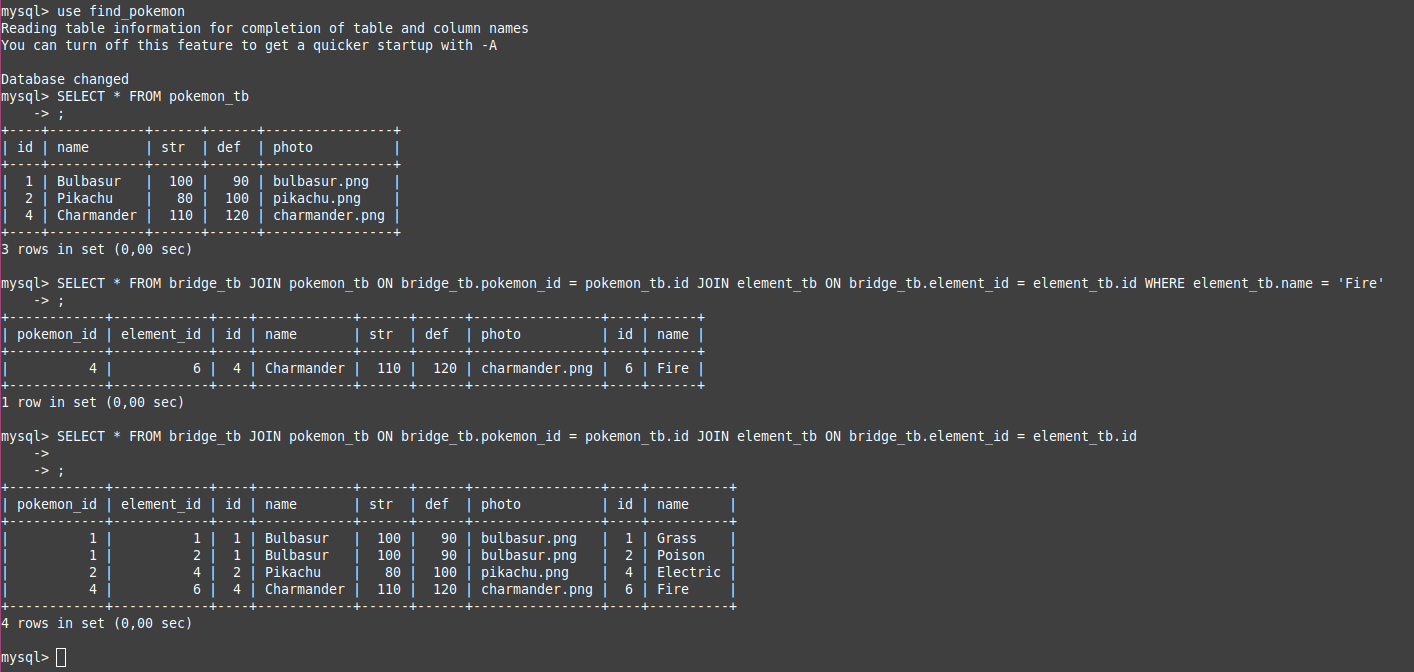 mysql> use find_pokemon
Reading table information for completion of table and column names
You can turn off this feature to get a quicker startup with -A

Database changed
mysql> SELECT * FROM pokemon_tb
    -> ;
+----+------------+------+------+----------------+
| id | name       | str  | def  | photo          |
+----+------------+------+------+----------------+
|  1 | Bulbasur   |  100 |   90 | bulbasur.png   |
|  2 | Pikachu    |   80 |  100 | pikachu.png    |
|  4 | Charmander |  110 |  120 | charmander.png |
+----+------------+------+------+----------------+
3 rows in set (0,00 sec)

mysql> SELECT * FROM bridge_tb JOIN pokemon_tb ON bridge_tb.pokemon_id = pokemon_tb.id JOIN element_tb ON bridge_tb.element_id = element_tb.id WHERE element_tb.name = 'Fire'
    -> ;
+------------+------------+----+------------+------+------+----------------+----+------+
| pokemon_id | element_id | id | name       | str  | def  | photo          | id | name |
+------------+------------+----+------------+------+------+----------------+----+------+
|          4 |          6 |  4 | Charmander |  110 |  120 | charmander.png |  6 | Fire |
+------------+------------+----+------------+------+------+----------------+----+------+
1 row in set (0,00 sec)

mysql> SELECT * FROM bridge_tb JOIN pokemon_tb ON bridge_tb.pokemon_id = pokemon_tb.id JOIN element_tb ON bridge_tb.element_id = element_tb.id
    ->
    -> ;
+------------+------------+----+------------+------+------+----------------+----+----------+
| pokemon_id | element_id | id | name       | str  | def  | photo          | id | name     |
+------------+------------+----+------------+------+------+----------------+----+----------+
|          1 |          1 |  1 | Bulbasur   |  100 |   90 | bulbasur.png   |  1 | Grass    |
|          1 |          2 |  1 | Bulbasur   |  100 |   90 | bulbasur.png   |  2 | Poison   |
|          2 |          4 |  2 | Pikachu    |   80 |  100 | pikachu.png    |  4 | Electric |
|          4 |          6 |  4 | Charmander |  110 |  120 | charmander.png |  6 | Fire     |
+------------+------------+----+------------+------+------+----------------+----+----------+
4 rows in set (0,00 sec)

mysql>